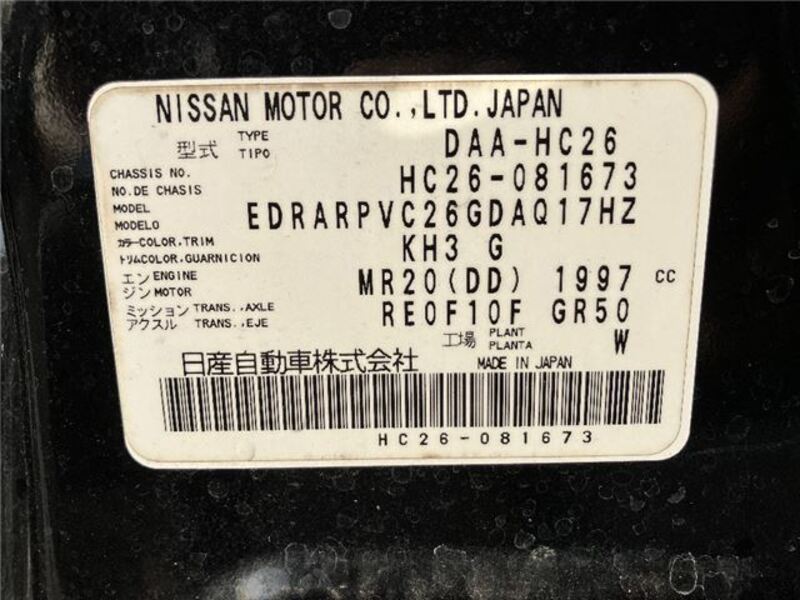 NISSAN MOTOR CO.,LTD.JAPAN
型式 TYPE TIPO DAA-HC26
CHASSIS NO.
NO.DE CHASIS HC26-081673
MODEL
MODELO EDRARPVC26GDAQ17HZ
カラーCOLOR,TRIM
トリムCOLOR,GUARNICION KH3 G
エンジン ENGINE MOTOR MR20(DD) 1997 CC
ミッション TRANS.,AXLE
アクスル TRANS.,EJE RE0F10F GR50
工場 PLANT PLANTA W
日産自動車株式会社 MADE IN JAPAN
HC26-081673